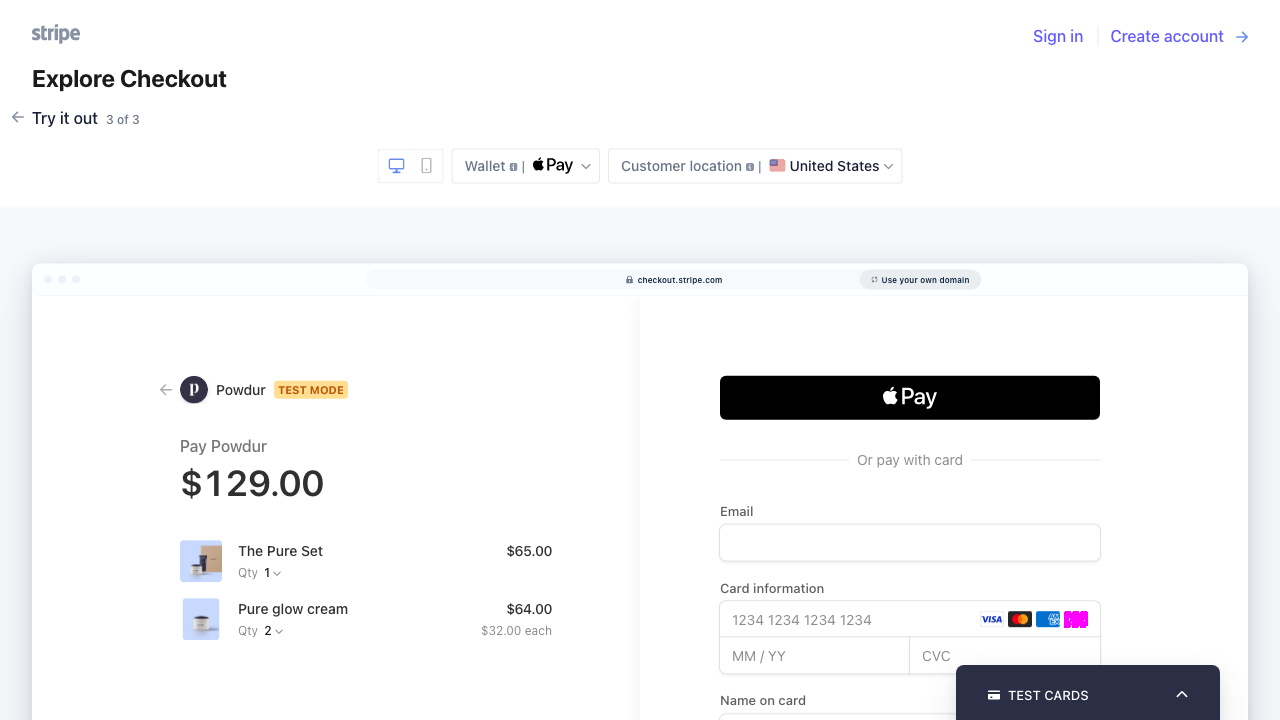 stripe
Sign in
Create account
Explore Checkout
Try it out 3 of 3
Wallet | Pay
Customer location | United States
checkout.stripe.com
Use your own domain
p Powdur TEST MODE
Pay Powdur
$129.00
The Pure Set $65.00
Qty 1
Pure glow cream $64.00
Qty 2 $32.00 each
Pay
Or pay with card
Email
Card information
1234 1234 1234 1234 VISA AMEX
MM / YY CVC
Name on card
TEST CARDS